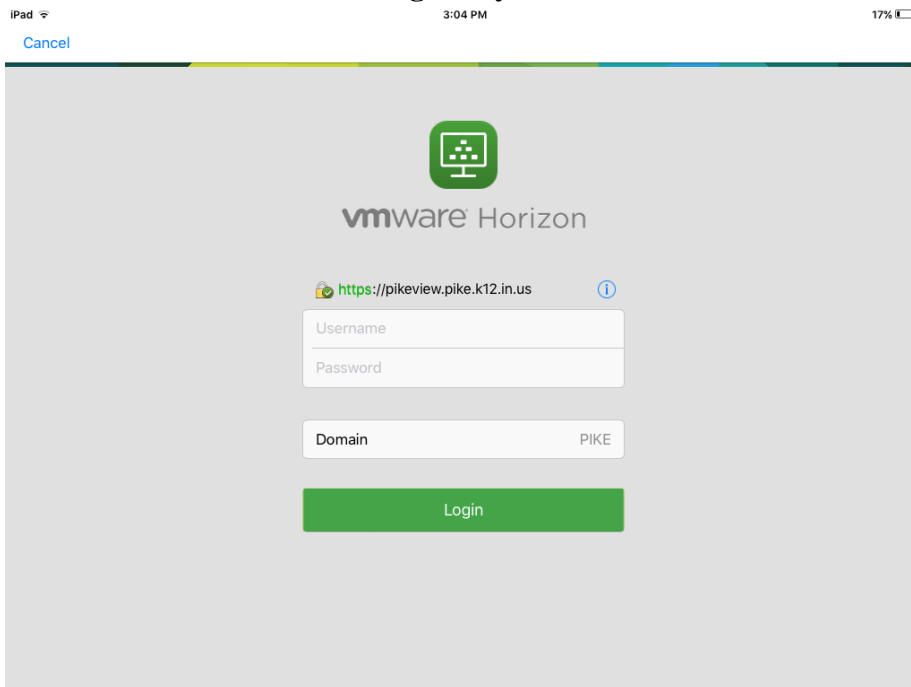 iPad 3:04 PM 17%
Cancel
vmware Horizon
https://pikeview.pike.k12.in.us
Username
Password
Domain PIKE
Login